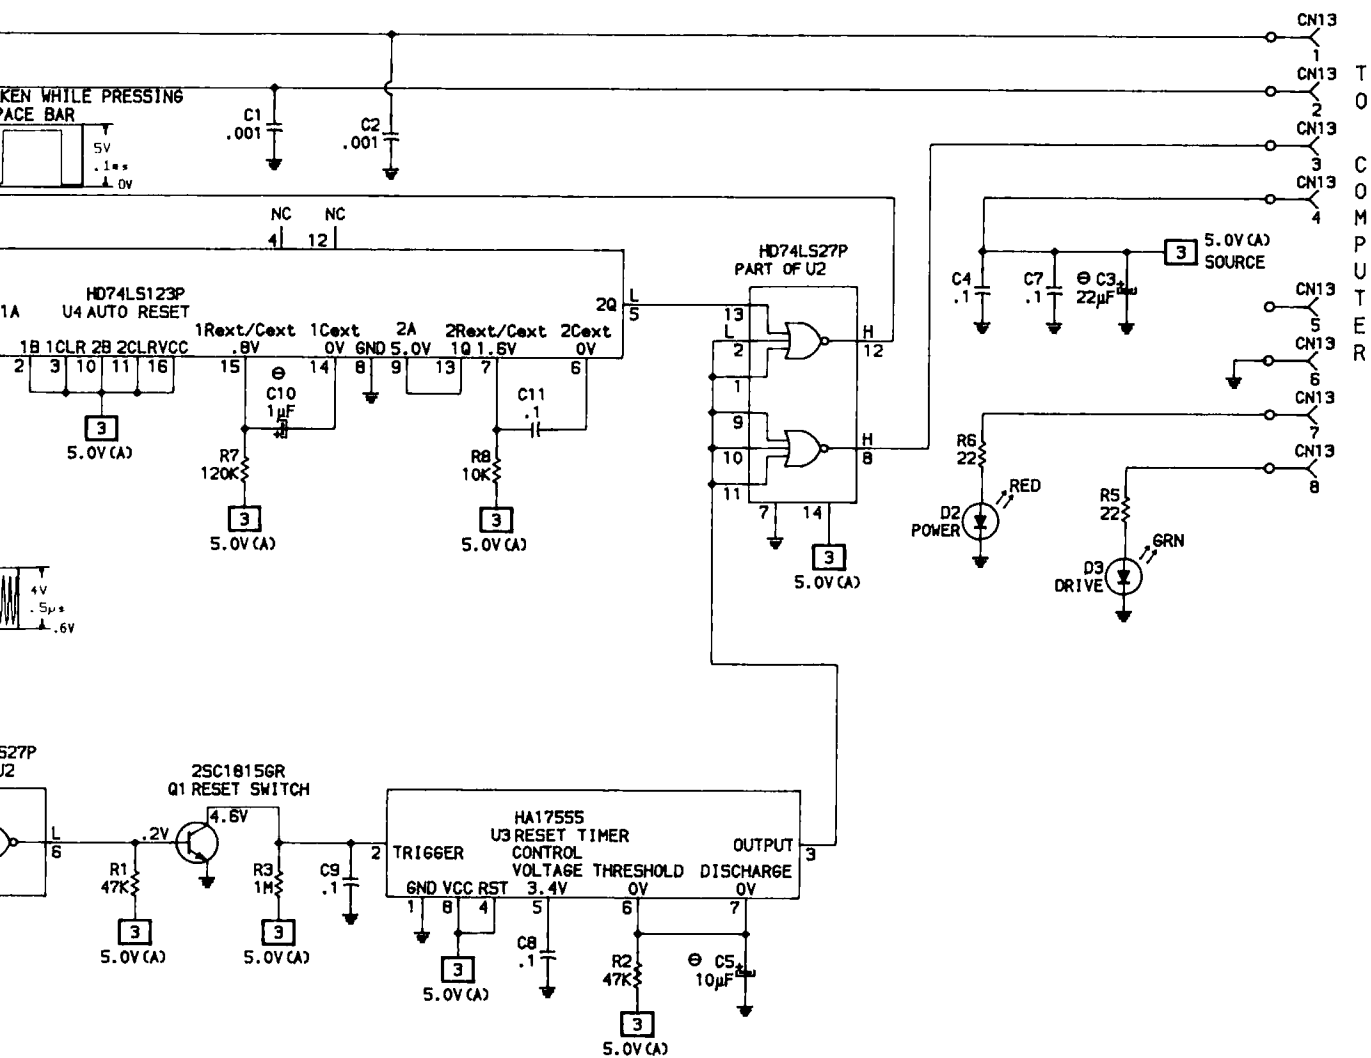 CN13
1
CN13
2
CN13
3
CN13
4
TO COMPUTER
KEN WHILE PRESSING
PACE BAR
5V
.1ms
0V
C1
.001
C2
.001
NC NC
4 12
HD74LS123P
U4 AUTO RESET
1A
2Q
L
5
1Rext/Cext 1Cext 2A 2Rext/Cext 2Cext
1B 1CLR 2B 2CLR VCC .8V 0V GND 5.0V 1Q 1.6V 0V
2 3 10 11 16 15 14 8 9 13 7 6
3
5.0V(A)
⊖
C10
1µF
R7
120K
3
5.0V(A)
C11
.1
R8
10K
3
5.0V(A)
HD74LS27P
PART OF U2
13
L
2
1
H
12
9
10
11
H
8
7 14
3
5.0V(A)
C4
.1
C7
.1
⊖ C3
22µF
3
5.0V(A)
SOURCE
CN13
5
CN13
6
CN13
7
CN13
8
R6
22
RED
D2
POWER
R5
22
GRN
D3
DRIVE
4V
.5µs
.6V
S27P
U2
L
6
2SC1815GR
Q1 RESET SWITCH
4.6V
.2V
R1
47K
3
5.0V(A)
R3
1M
3
5.0V(A)
C9
.1
HA17555
U3 RESET TIMER
2
TRIGGER
CONTROL
VOLTAGE THRESHOLD DISCHARGE
OUTPUT
3
GND VCC RST 3.4V 0V 0V
1 8 4 5 6 7
3
5.0V(A)
C8
.1
R2
47K
3
5.0V(A)
⊖ C5
10µF